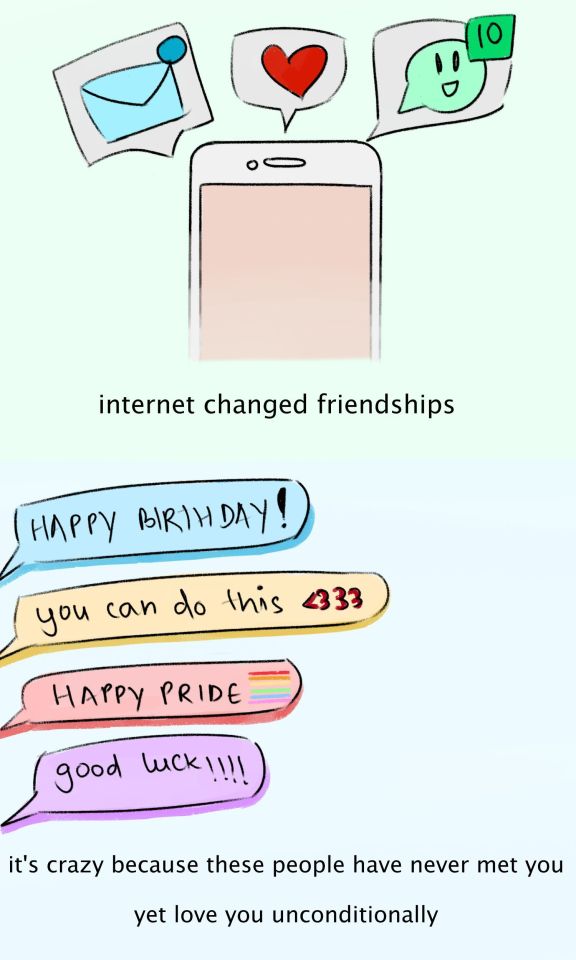 10
internet changed friendships
HAPPY BIRTHDAY!
you can do this <333
HAPPY PRIDE
good luck!!!!
it's crazy because these people have never met you
yet love you unconditionally